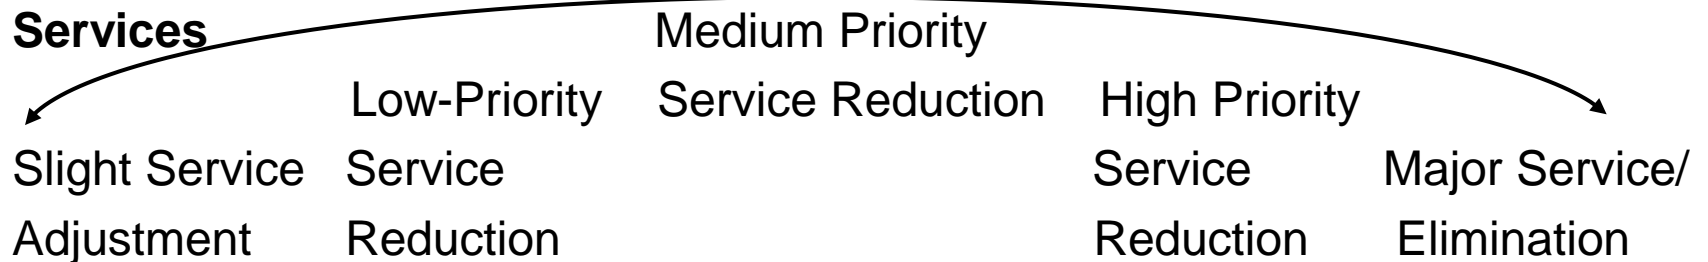 Services
Medium Priority
Low-Priority Service Reduction High Priority
Slight Service Service Service Major Service/
Adjustment Reduction Reduction Elimination